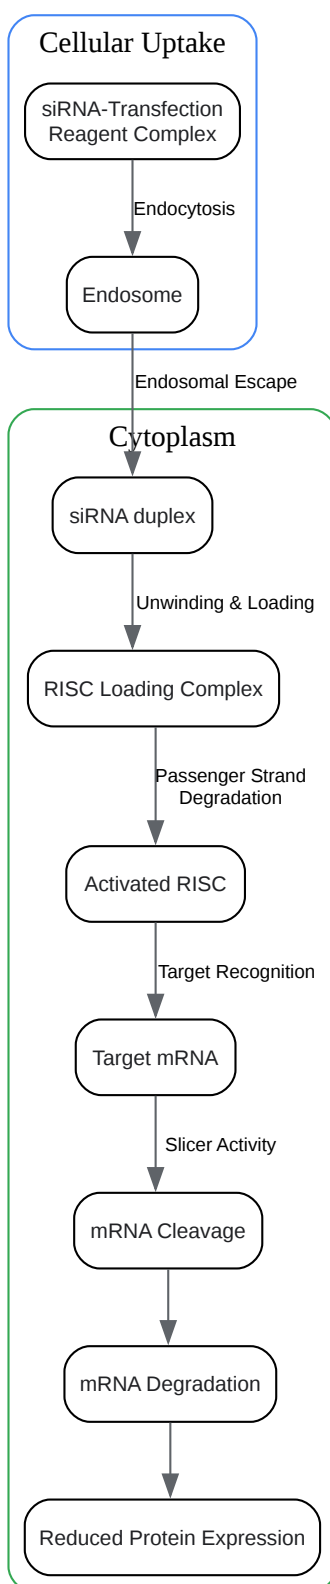 Cellular Uptake
siRNA-Transfection
Reagent Complex
Endocytosis
Endosome
Endosomal Escape
Cytoplasm
siRNA duplex
Unwinding & Loading
RISC Loading Complex
Passenger Strand
Degradation
Activated RISC
Target Recognition
Target mRNA
Slicer Activity
mRNA Cleavage
mRNA Degradation
Reduced Protein Expression